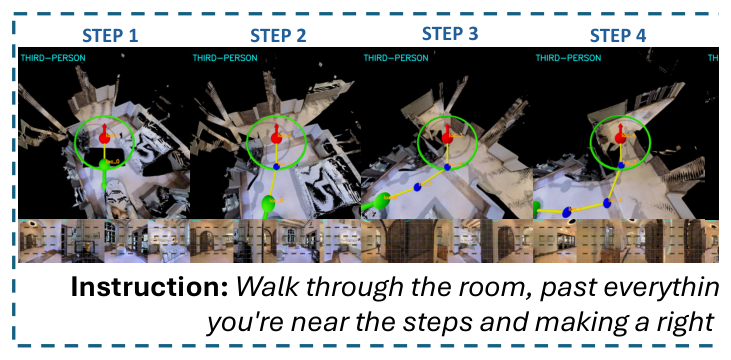 STEP 1 STEP 2 STEP 3 STEP 4
THIRD-PERSON THIRD-PERSON THIRD-PERSON THIRD-PERSON TH
Instruction: Walk through the room, past everythin
you're near the steps and making a right